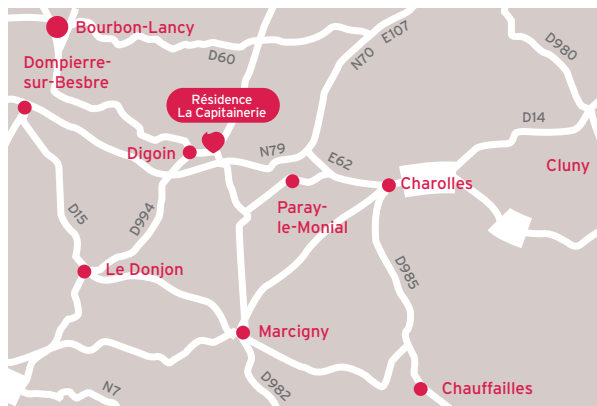 Bourbon-Lancy
D60
N70
E107
D980
Dompierre-
sur-Besbre
Résidence
La Capitainerie
D14
Digoin
N79
E62
Cluny
Charolles
Paray-
le-Monial
D15
D994
D985
Le Donjon
Marcigny
N7
D982
Chauffailles